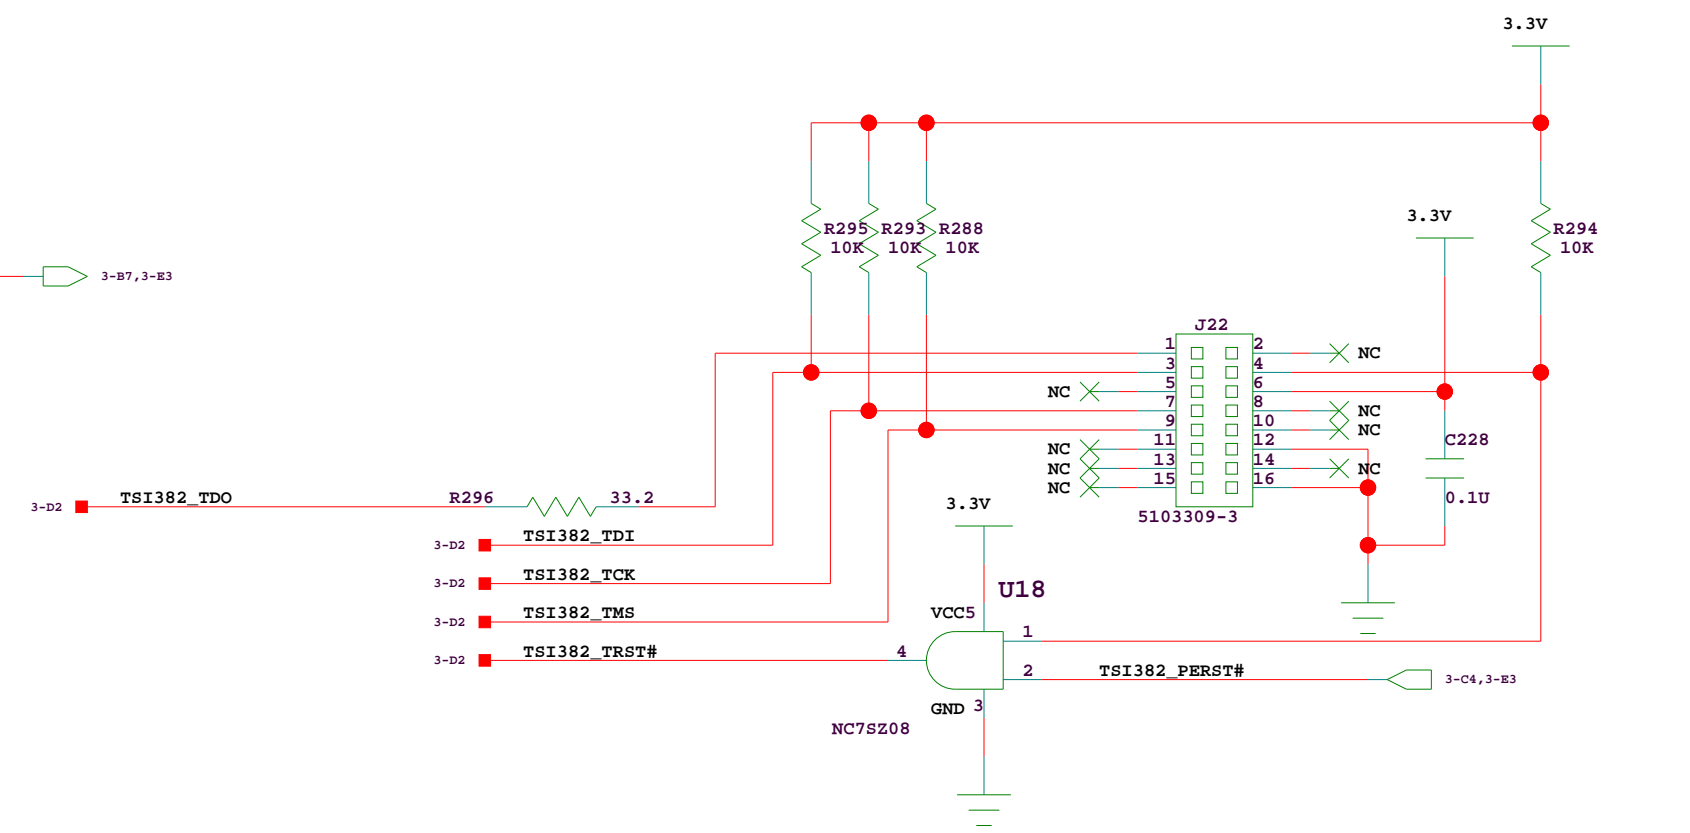 3.3V
3.3V
R295
10K
R293
10K
R288
10K
R294
10K
3-B7,3-E3
J22
1 2 NC
3 4
NC 5 6
7 8 NC
9 10 NC
NC 11 12
NC 13 14 NC
NC 15 16
C228
0.1U
5103309-3
3-D2 TSI382_TDO R296 33.2
3.3V
3-D2 TSI382_TDI
3-D2 TSI382_TCK
U18
VCC 5
3-D2 TSI382_TMS
1
3-D2 TSI382_TRST# 4
2 TSI382_PERST# 3-C4,3-E3
GND 3
NC7SZ08